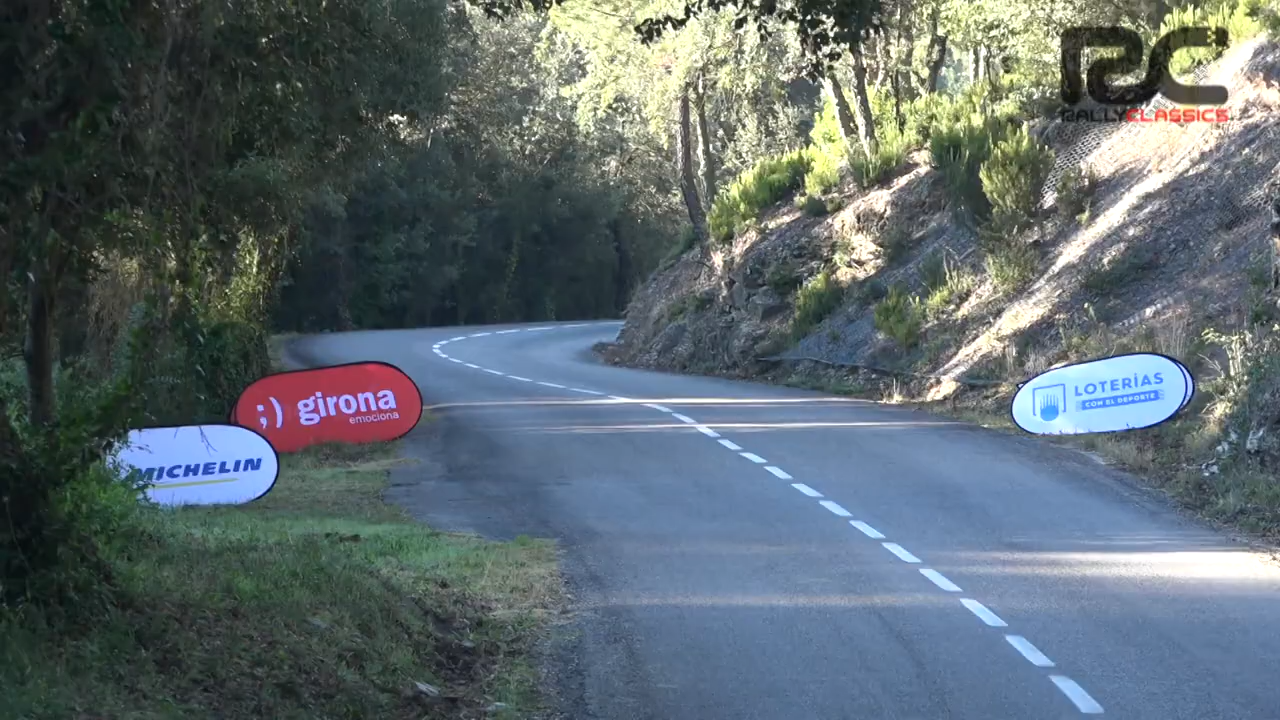 RC
RALLYCLASSICS
;) girona
emociona
MICHELIN
LOTERÍAS
CON EL DEPORTE